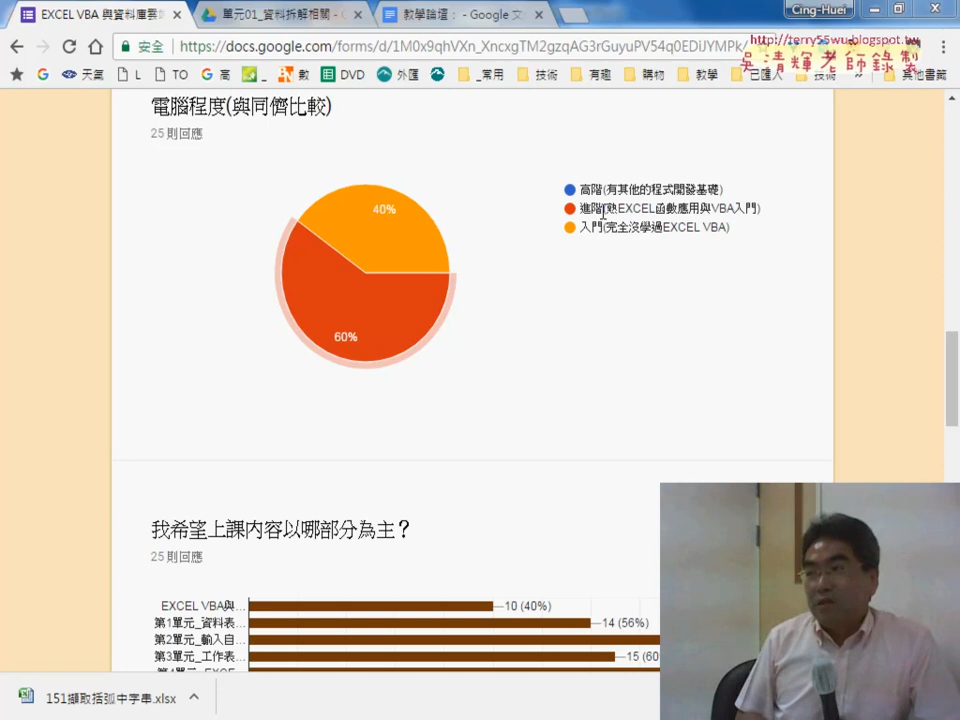 EXCEL VBA 與資料庫雲端
單元01_資料拆解相關 - G
教學論壇： - Google 文
Cing-Huei
安全
https://docs.google.com/forms/d/1M0x9qhVXn_XncxgTM2gzqAG3rGuyuPV54q0EDIJYMPk/
http://terry55wu.blogspot.tw
吳清輝老師錄製
天氣
L
TO
高
_
數
DVD
外匯
_常用
技術
有趣
購物
教學
已匯入
技術
»
其他書籤
電腦程度(與同儕比較)
25 則回應
40%
60%
高階(有其他的程式開發基礎)
進階(熟EXCEL函數應用與VBA入門)
入門(完全沒學過EXCEL VBA)
我希望上課內容以哪部分為主？
25 則回應
EXCEL VBA與...
10 (40%)
第1單元_資料表...
14 (56%)
第2單元_輸入自...
第3單元_工作表...
15 (60
151擷取括弧中字串.xlsx